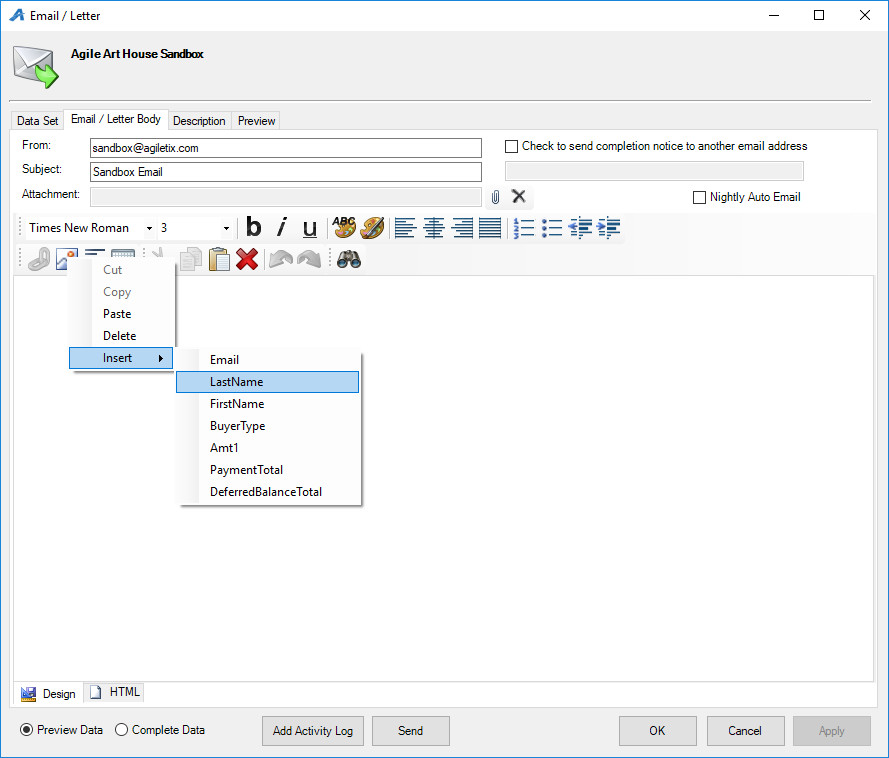 Email / Letter
Agile Art House Sandbox
Data Set Email / Letter Body Description Preview
From: sandbox@agiletix.com Check to send completion notice to another email address
Subject: Sandbox Email
Attachment: Nightly Auto Email
Times New Roman 3 b i u ABC
Cut
Copy
Paste
Delete
Insert
Email
LastName
FirstName
BuyerType
Amt1
PaymentTotal
DeferredBalanceTotal
Design HTML
Preview Data Complete Data Add Activity Log Send OK Cancel Apply